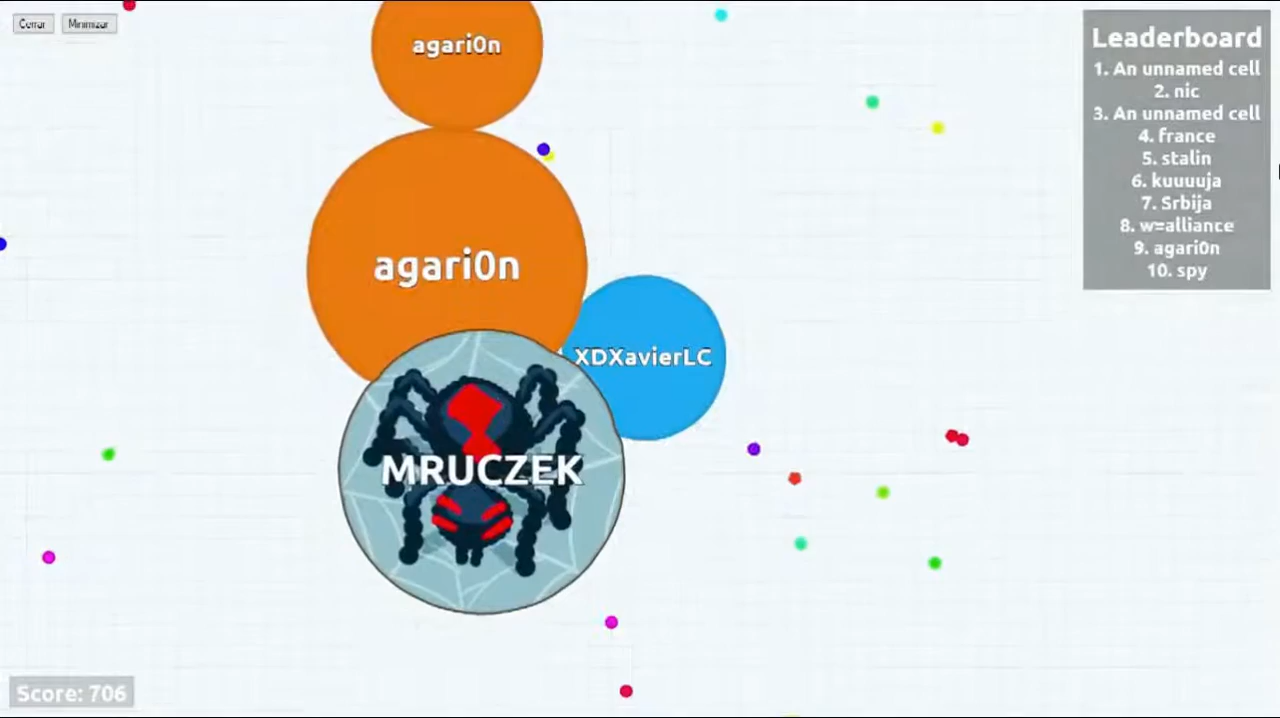 Cerrar
Minimizar
agari0n
agari0n
XDXavierLC
MRUCZEK
Leaderboard
1. An unnamed cell
2. nic
3. An unnamed cell
4. france
5. stalin
6. kuuuuja
7. Srbija
8. w=alliance
9. agari0n
10. spy
Score: 706